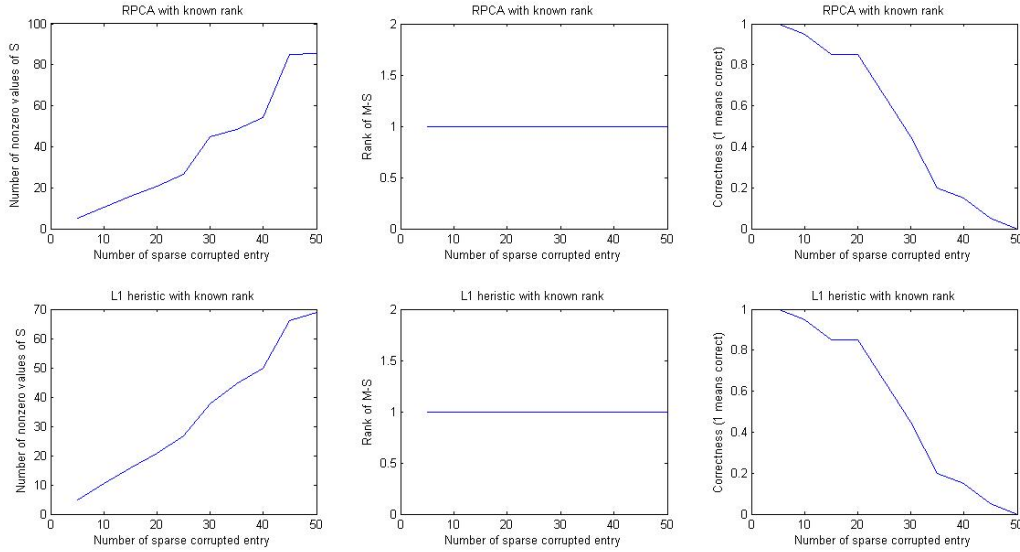 RPCA with known rank
Number of nonzero values of S
100
80
60
40
20
0
0 10 20 30 40 50
Number of sparse corrupted entry
RPCA with known rank
Rank of M-S
2
1.5
1
0.5
0
0 10 20 30 40 50
Number of sparse corrupted entry
RPCA with known rank
Correctness (1 means correct)
1
0.8
0.6
0.4
0.2
0
0 10 20 30 40 50
Number of sparse corrupted entry
L1 heristic with known rank
Number of nonzero values of S
70
60
50
40
30
20
10
0
0 10 20 30 40 50
Number of sparse corrupted entry
L1 heristic with known rank
Rank of M-S
2
1.5
1
0.5
0
0 10 20 30 40 50
Number of sparse corrupted entry
L1 heristic with known rank
Correctness (1 means correct)
1
0.8
0.6
0.4
0.2
0
0 10 20 30 40 50
Number of sparse corrupted entry